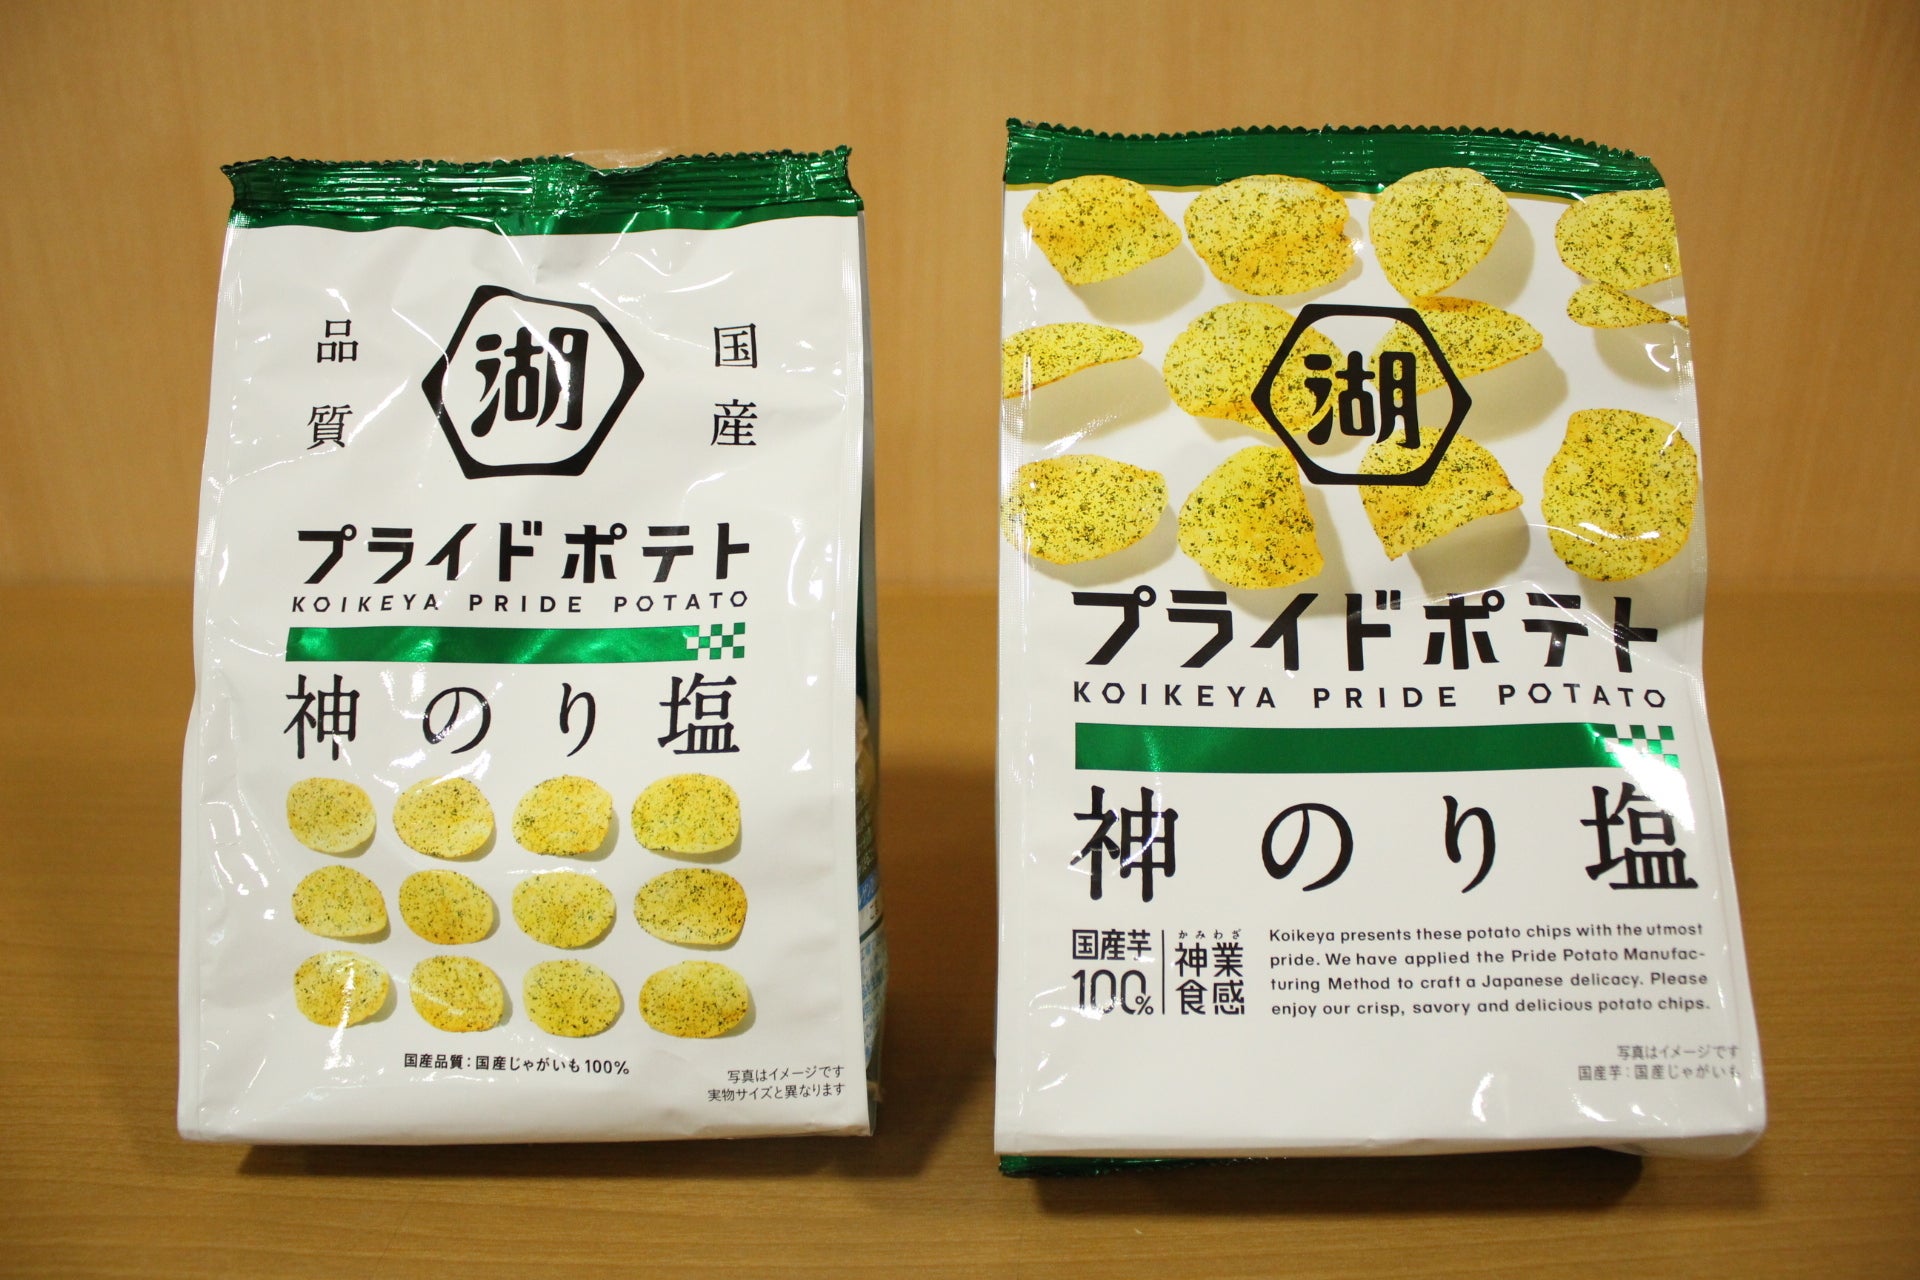 国産
品質
湖
プライドポテト
KOIKEYA PRIDE POTATO
神のり塩
国産品質：国産じゃがいも100%
写真はイメージです
実物サイズと異なります
湖
プライドポテト
KOIKEYA PRIDE POTATO
神のり塩
国産芋
100%
かみわざ
神業
食感
Koikeya presents these potato chips with the utmost
pride. We have applied the Pride Potato Manufac-
turing Method to craft a Japanese delicacy. Please
enjoy our crisp, savory and delicious potato chips.
写真はイメージです
国産芋：国産じゃがいも